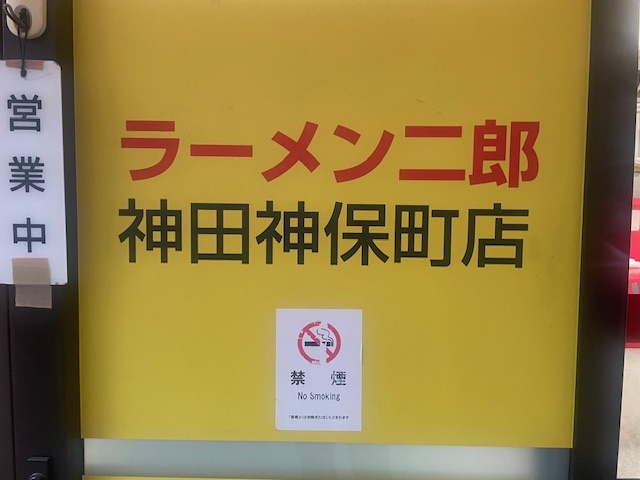 営業中
ラーメン二郎
神田神保町店
禁煙
No Smoking